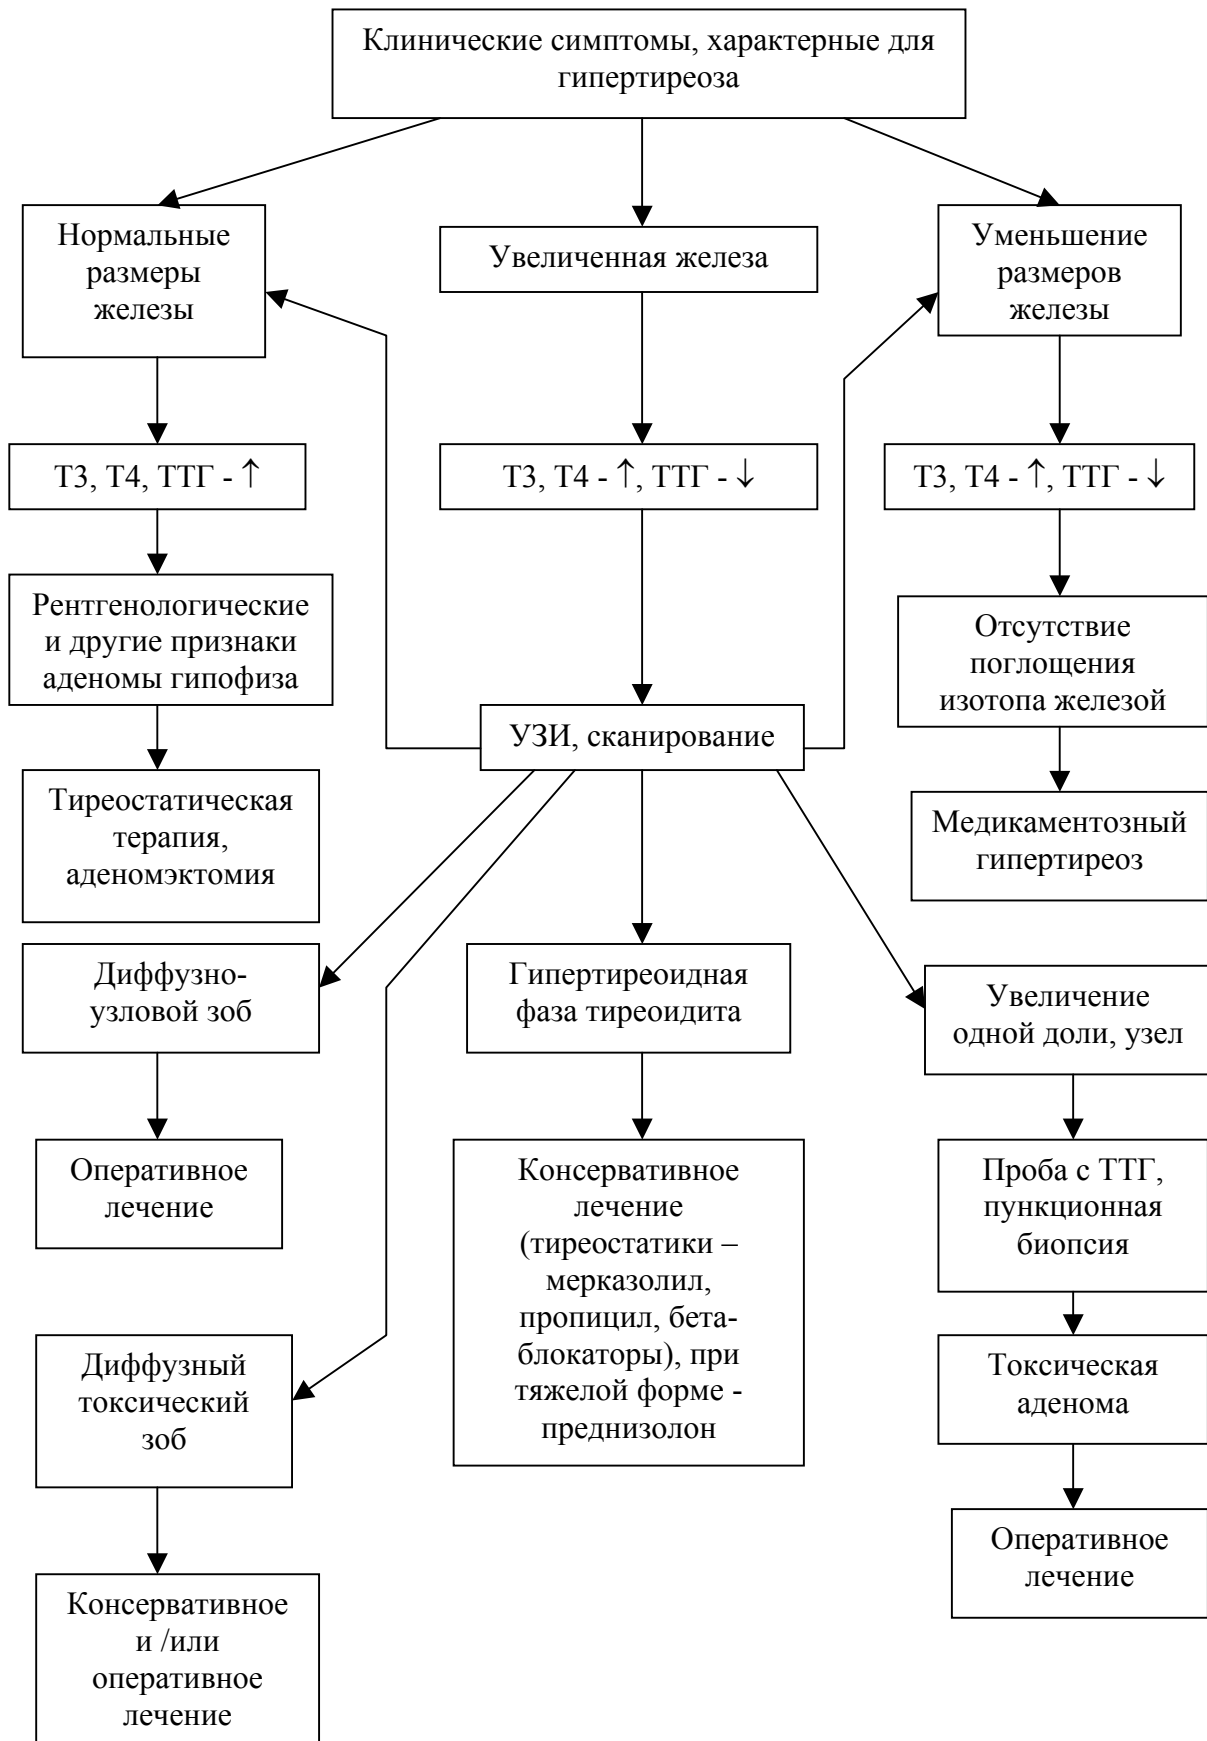 Клинические симптомы, характерные для
гипертиреоза
Нормальные
размеры
железы
Увеличенная железа
Уменьшение
размеров
железы
Т3, Т4, ТТГ - ↑
Т3, Т4 - ↑, ТТГ - ↓
Т3, Т4 - ↑, ТТГ - ↓
Рентгенологические
и другие признаки
аденомы гипофиза
Отсутствие
поглощения
изотопа железой
УЗИ, сканирование
Тиреостатическая
терапия,
аденомэктомия
Медикаментозный
гипертиреоз
Диффузно-
узловой зоб
Гипертиреоидная
фаза тиреоидита
Увеличение
одной доли, узел
Оперативное
лечение
Консервативное
лечение
(тиреостатики –
мерказолил,
пропицил, бета-
блокаторы), при
тяжелой форме -
преднизолон
Проба с ТТГ,
пункционная
биопсия
Диффузный
токсический
зоб
Токсическая
аденома
Оперативное
лечение
Консервативное
и /или
оперативное
лечение